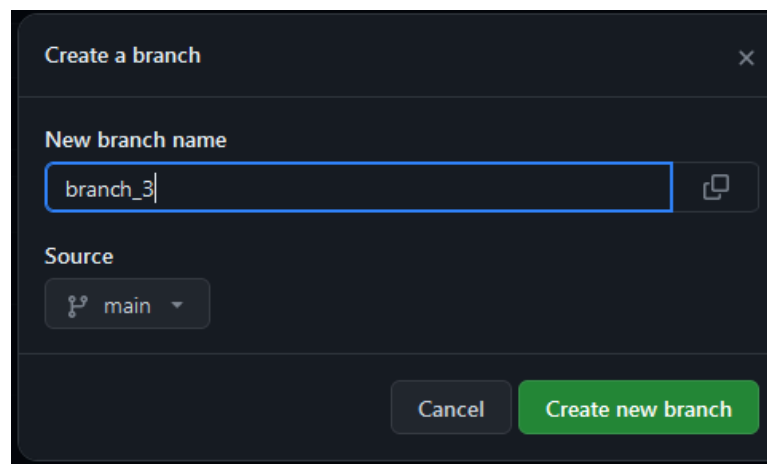 Create a branch
New branch name
branch_3
Source
main
Cancel
Create new branch